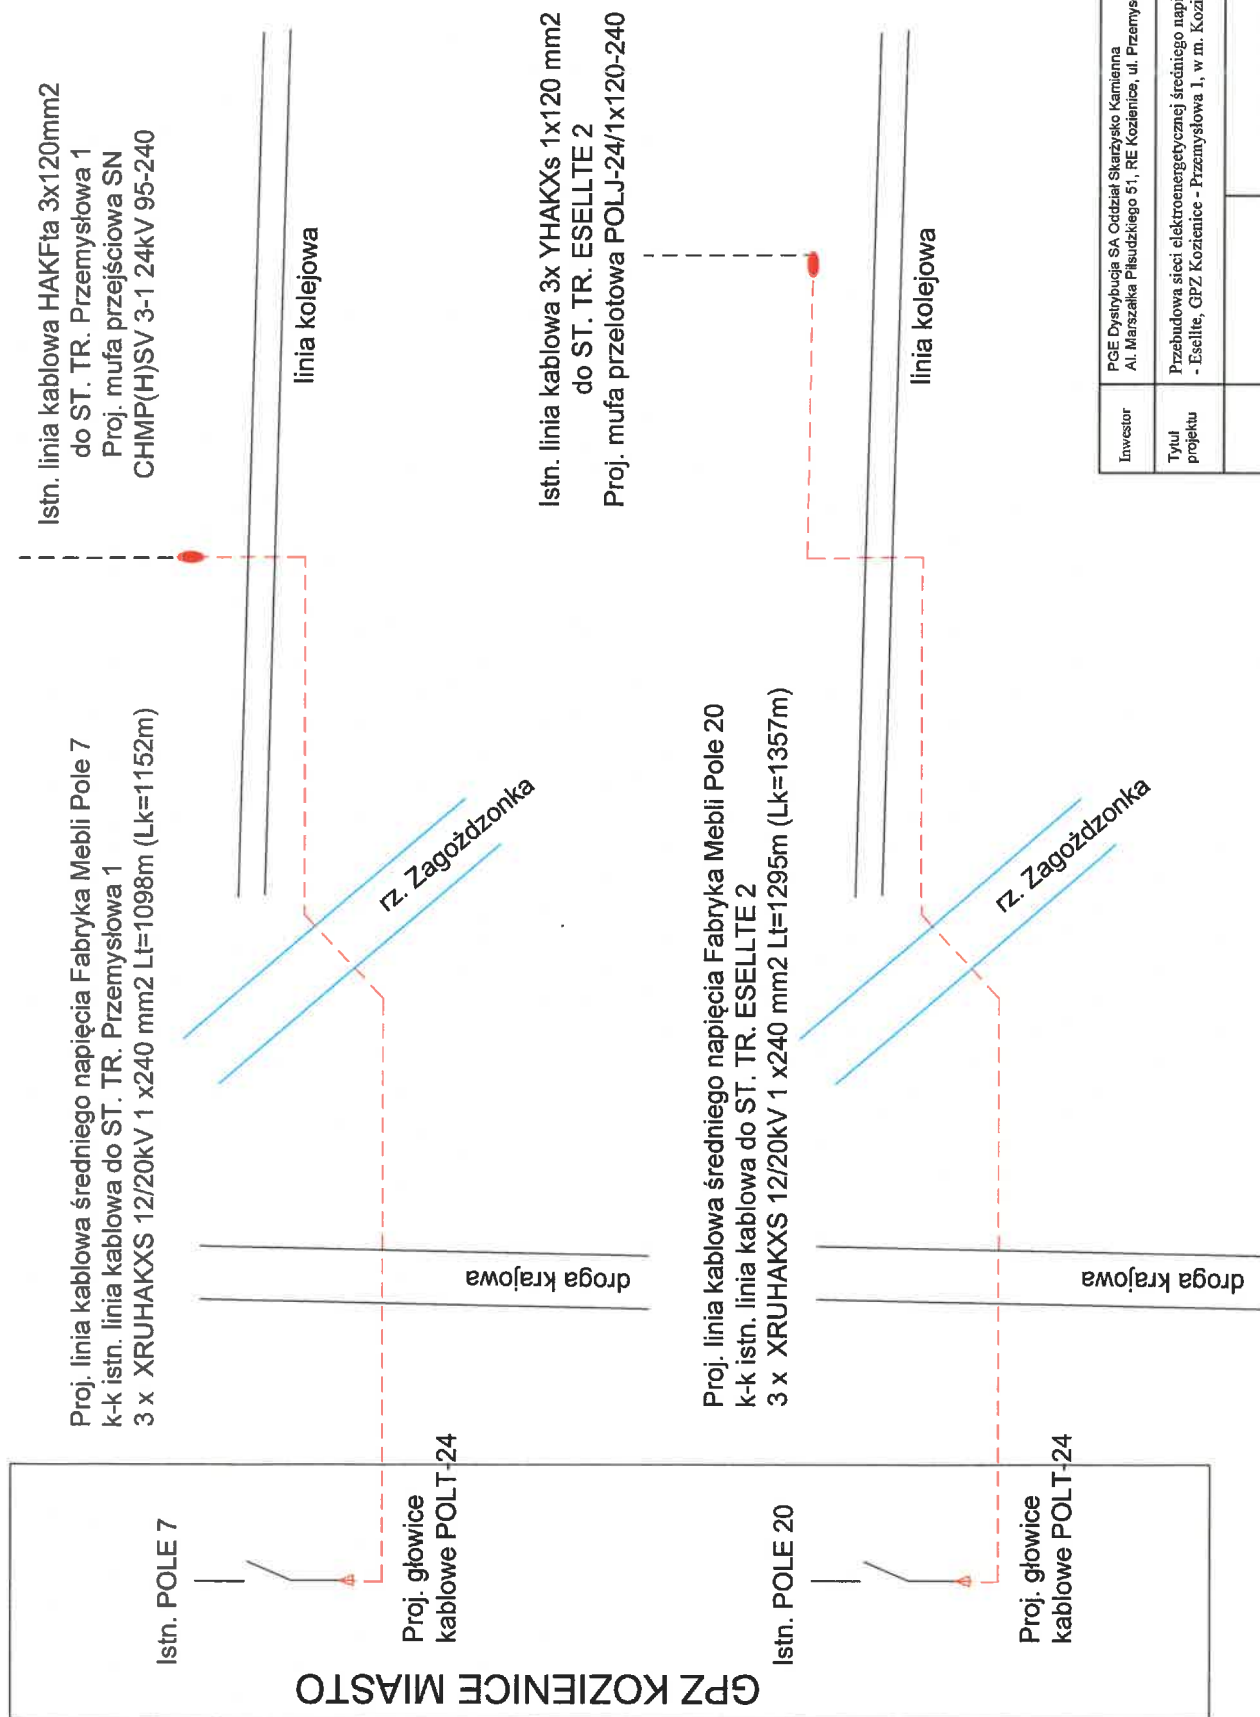 GPZ KOZIENICE MIASTO
Istn. POLE 7
Proj. głowice
kablowe POLT-24
Proj. linia kablowa średniego napięcia Fabryka Mebli Pole 7
k-k istn. linia kablowa do ST. TR. Przemysłowa 1
3 x XRUHAKXS 12/20kV 1 x240 mm2 Lt=1098m (Lk=1152m)
droga krajowa
rz. Zagożdzonka
Istn. linia kablowa HAKFta 3x120mm2
do ST. TR. Przemysłowa 1
Proj. mufa przejściowa SN
CHMP(H)SV 3-1 24kV 95-240
linia kolejowa
Istn. POLE 20
Proj. głowice
kablowe POLT-24
Proj. linia kablowa średniego napięcia Fabryka Mebli Pole 20
k-k istn. linia kablowa do ST. TR. ESELLTE 2
3 x XRUHAKXS 12/20kV 1 x240 mm2 Lt=1295m (Lk=1357m)
droga krajowa
rz. Zagożdzonka
Istn. linia kablowa 3x YHAKXs 1x120 mm2
do ST. TR. ESELLTE 2
Proj. mufa przelotowa POLJ-24/1x120-240
linia kolejowa
Inwestor
PGE Dystrybucja SA Oddział Skarżysko Kamienna
Al. Marszałka Piłsudzkiego 51, RE Kozienice, ul. Przemys
Tytuł
projektu
Przebudowa sieci elektroenergetycznej średniego napi
- Esellte, GPZ Kozienice - Przemysłowa 1, w m. Kozi